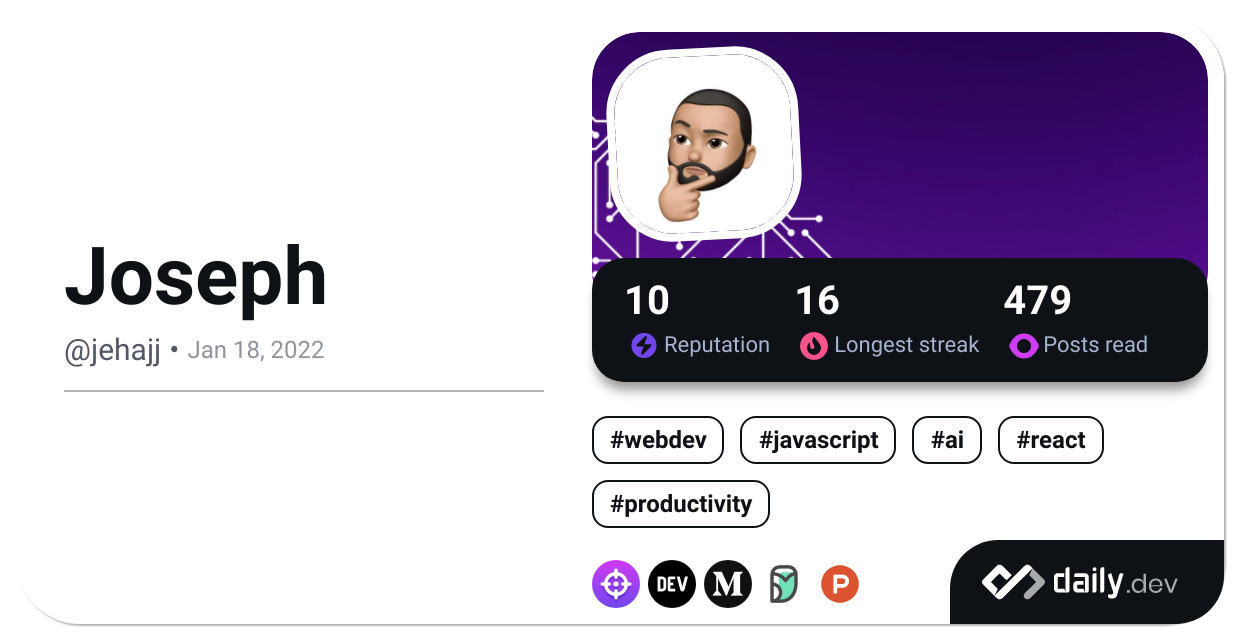 Joseph
@jehajj • Jan 18, 2022
10 16 479
Reputation Longest streak Posts read
#webdev #javascript #ai #react
#productivity
DEV M P
daily.dev